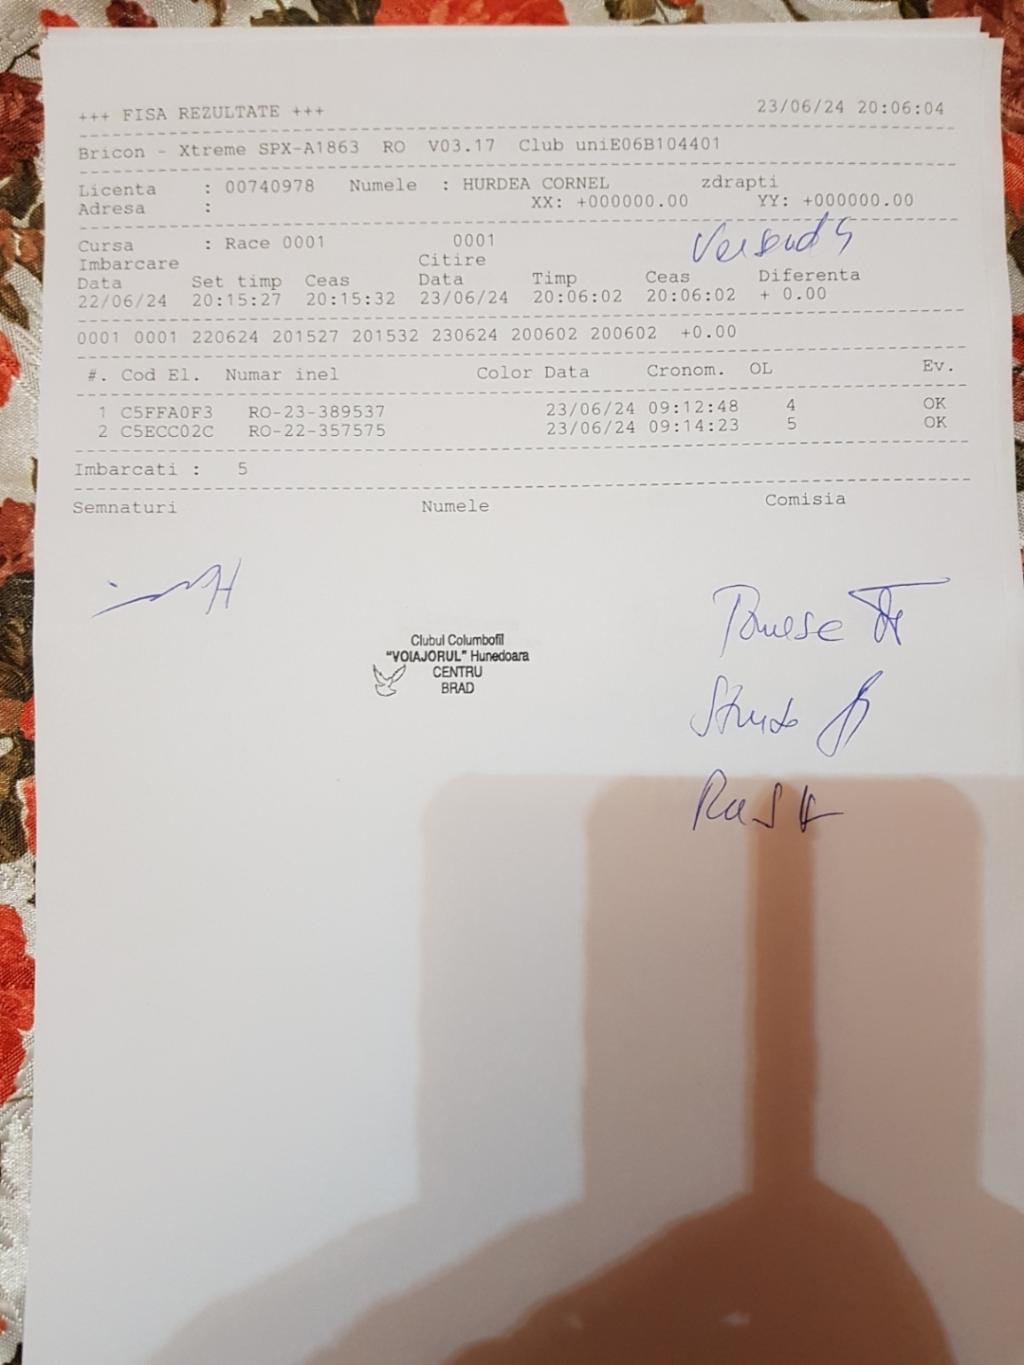 +++ FISA REZULTATE +++ 23/06/24 20:06:04
Bricon - Xtreme SPX-A1863 RO V03.17 Club uniE06B104401
Licenta : 00740978 Numele : HURDEA CORNEL zdrapti
Adresa : XX: +000000.00 YY: +000000.00
Cursa : Race 0001 0001
Imbarcare Citire
Data Set timp Ceas Data Timp Ceas Diferenta
22/06/24 20:15:27 20:15:32 23/06/24 20:06:02 20:06:02 + 0.00
0001 0001 220624 201527 201532 230624 200602 200602 +0.00
#. Cod El. Numar inel Color Data Cronom. OL Ev.
1 C5FFA0F3 RO-23-389537 23/06/24 09:12:48 4 OK
2 C5ECC02C RO-22-357575 23/06/24 09:14:23 5 OK
Imbarcati : 5
Semnaturi Numele Comisia
Clubul Columbofil
"VOIAJORUL" Hunedoara
CENTRU
BRAD